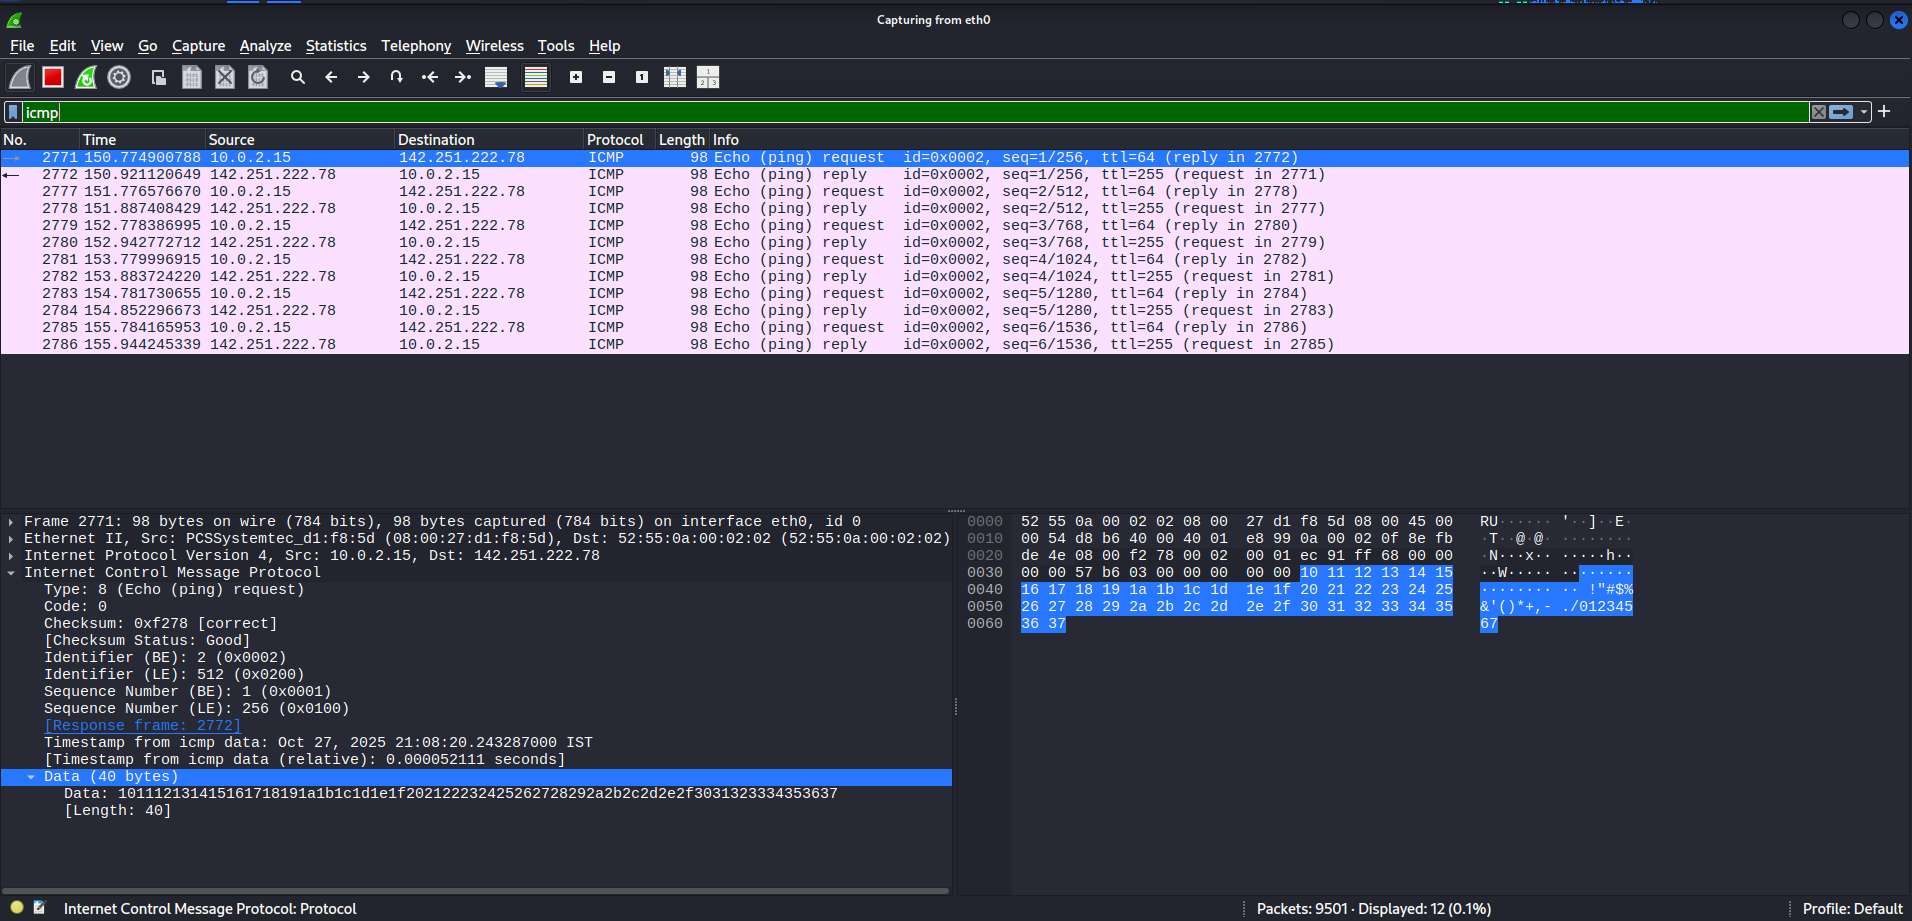 Capturing from eth0
File Edit View Go Capture Analyze Statistics Telephony Wireless Tools Help
icmp
No. Time Source Destination Protocol Length Info
2771 150.774900788 10.0.2.15 142.251.222.78 ICMP 98 Echo (ping) request id=0x0002, seq=1/256, ttl=64 (reply in 2772)
2772 150.921120649 142.251.222.78 10.0.2.15 ICMP 98 Echo (ping) reply id=0x0002, seq=1/256, ttl=255 (request in 2771)
2777 151.776576670 10.0.2.15 142.251.222.78 ICMP 98 Echo (ping) request id=0x0002, seq=2/512, ttl=64 (reply in 2778)
2778 151.887408429 142.251.222.78 10.0.2.15 ICMP 98 Echo (ping) reply id=0x0002, seq=2/512, ttl=255 (request in 2777)
2779 152.778386995 10.0.2.15 142.251.222.78 ICMP 98 Echo (ping) request id=0x0002, seq=3/768, ttl=64 (reply in 2780)
2780 152.942772712 142.251.222.78 10.0.2.15 ICMP 98 Echo (ping) reply id=0x0002, seq=3/768, ttl=255 (request in 2779)
2781 153.779996915 10.0.2.15 142.251.222.78 ICMP 98 Echo (ping) request id=0x0002, seq=4/1024, ttl=64 (reply in 2782)
2782 153.883724220 142.251.222.78 10.0.2.15 ICMP 98 Echo (ping) reply id=0x0002, seq=4/1024, ttl=255 (request in 2781)
2783 154.781730655 10.0.2.15 142.251.222.78 ICMP 98 Echo (ping) request id=0x0002, seq=5/1280, ttl=64 (reply in 2784)
2784 154.852296673 142.251.222.78 10.0.2.15 ICMP 98 Echo (ping) reply id=0x0002, seq=5/1280, ttl=255 (request in 2783)
2785 155.784165953 10.0.2.15 142.251.222.78 ICMP 98 Echo (ping) request id=0x0002, seq=6/1536, ttl=64 (reply in 2786)
2786 155.944245339 142.251.222.78 10.0.2.15 ICMP 98 Echo (ping) reply id=0x0002, seq=6/1536, ttl=255 (request in 2785)
Frame 2771: 98 bytes on wire (784 bits), 98 bytes captured (784 bits) on interface eth0, id 0
Ethernet II, Src: PCSSystemtec_d1:f8:5d (08:00:27:d1:f8:5d), Dst: 52:55:0a:00:02:02 (52:55:0a:00:02:02)
Internet Protocol Version 4, Src: 10.0.2.15, Dst: 142.251.222.78
Internet Control Message Protocol
Type: 8 (Echo (ping) request)
Code: 0
Checksum: 0xf278 [correct]
[Checksum Status: Good]
Identifier (BE): 2 (0x0002)
Identifier (LE): 512 (0x0200)
Sequence Number (BE): 1 (0x0001)
Sequence Number (LE): 256 (0x0100)
[Response frame: 2772]
Timestamp from icmp data: Oct 27, 2025 21:08:20.243287000 IST
[Timestamp from icmp data (relative): 0.000052111 seconds]
Data (40 bytes)
Data: 101112131415161718191a1b1c1d1e1f202122232425262728292a2b2c2d2e2f3031323334353637
[Length: 40]
0000 52 55 0a 00 02 02 08 00 27 d1 f8 5d 08 00 45 00 RU······ '··]··E·
0010 00 54 d8 b6 40 00 40 01 e8 99 0a 00 02 0f 8e fb ·T··@·@· ········
0020 de 4e 08 00 f2 78 00 02 00 01 ec 91 ff 68 00 00 ·N···x·· ·····h··
0030 00 00 57 b6 03 00 00 00 00 00 10 11 12 13 14 15 ··W····· ········
0040 16 17 18 19 1a 1b 1c 1d 1e 1f 20 21 22 23 24 25 ········ ·· !"#$%
0050 26 27 28 29 2a 2b 2c 2d 2e 2f 30 31 32 33 34 35 &'()*+,- ./012345
0060 36 37 67
Internet Control Message Protocol: Protocol
Packets: 9501 · Displayed: 12 (0.1%)
Profile: Default